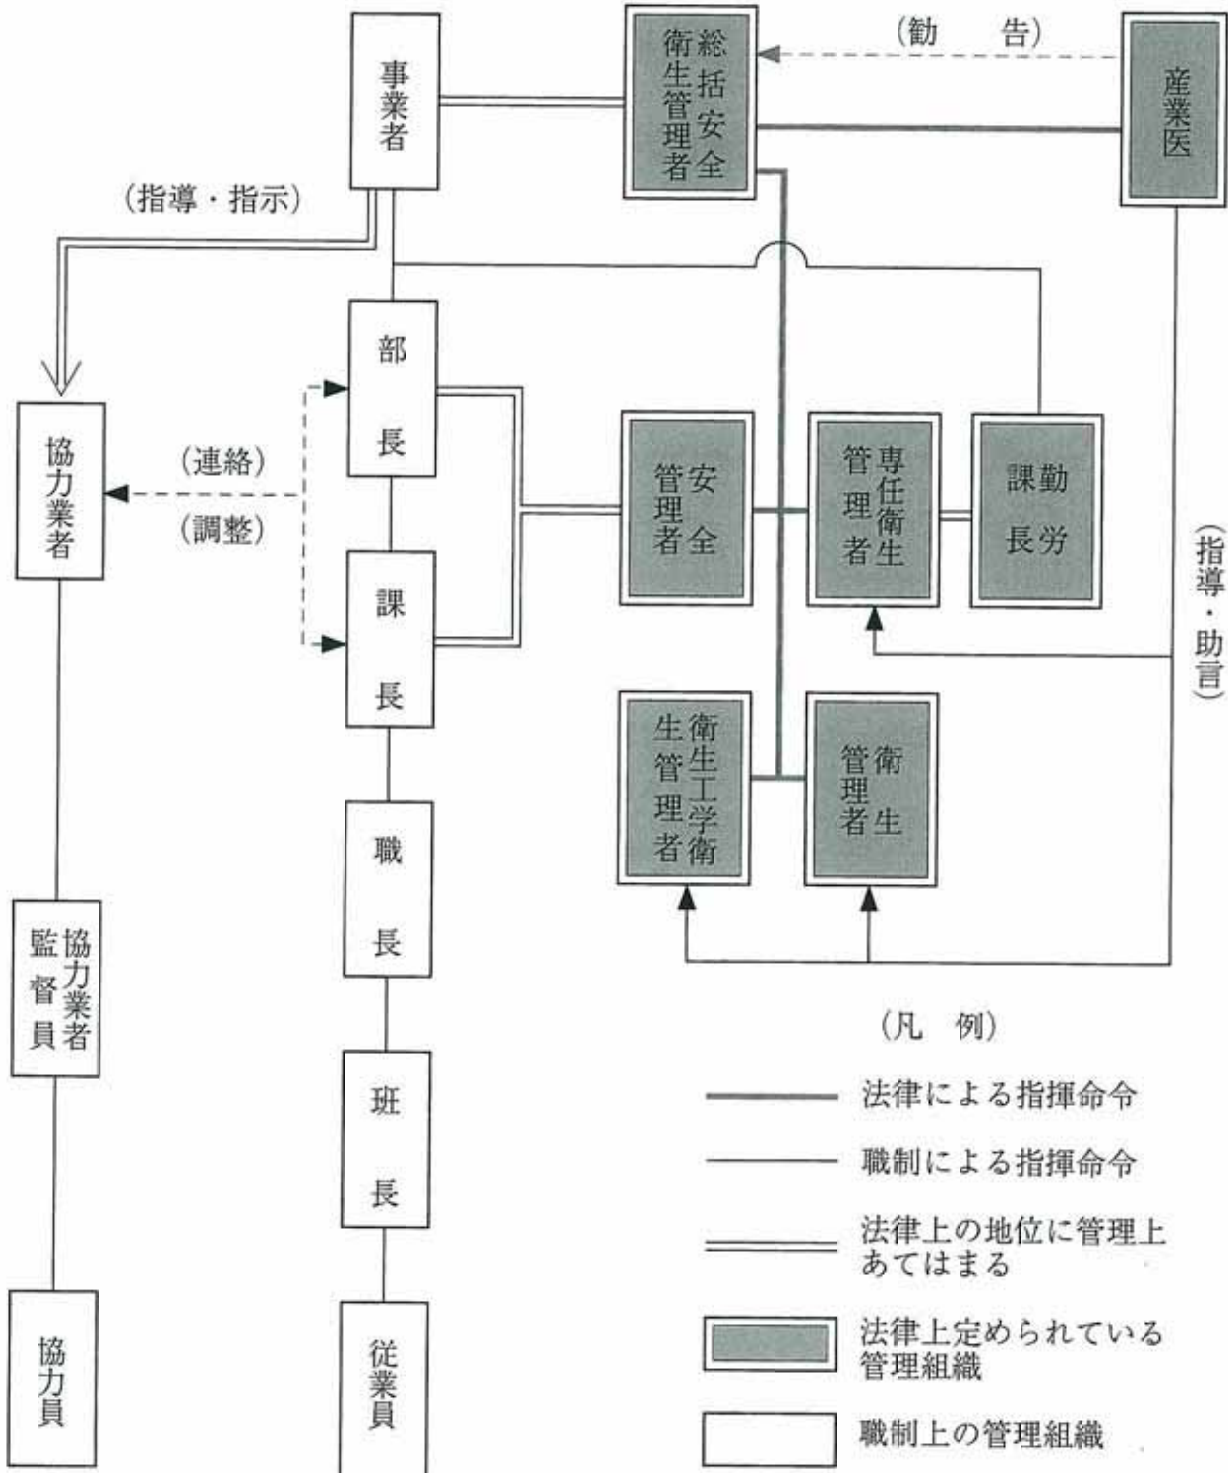 事業者
総括安全
衛生管理者
(勧 告)
産業医
(指導・指示)
部長
協力業者
(連絡)
(調整)
安全
管理者
専任衛生
管理者
勤労
課長
(指導・助言)
課長
衛生工学衛
生管理者
衛生
管理者
職長
協力業者
監督員
班長
協力員
従業員
(凡 例)
法律による指揮命令
職制による指揮命令
法律上の地位に管理上
あてはまる
法律上定められている
管理組織
職制上の管理組織